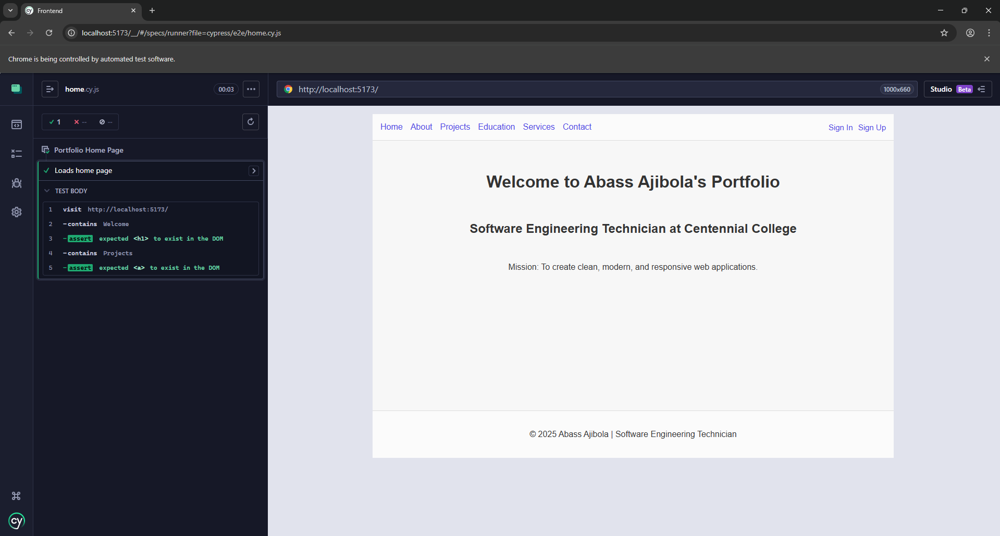 Frontend
localhost:5173/__/#/specs/runner?file=cypress/e2e/home.cy.js
Chrome is being controlled by automated test software.
home.cy.js
00:03
http://localhost:5173/
1000x660
Studio Beta
1 -- --
Portfolio Home Page
Loads home page
TEST BODY
1 visit http://localhost:5173/
2 -contains Welcome
3 -assert expected <h1> to exist in the DOM
4 -contains Projects
5 -assert expected <a> to exist in the DOM
cy
Home About Projects Education Services Contact Sign In Sign Up
Welcome to Abass Ajibola's Portfolio
Software Engineering Technician at Centennial College
Mission: To create clean, modern, and responsive web applications.
© 2025 Abass Ajibola | Software Engineering Technician